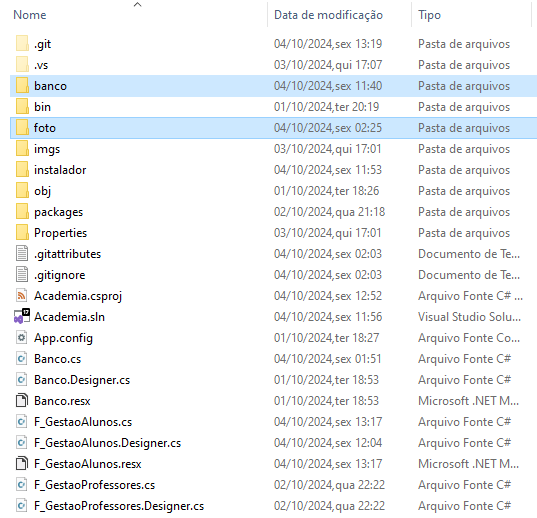 Nome Data de modificação Tipo
.git 04/10/2024,sex 13:19 Pasta de arquivos
.vs 03/10/2024,qui 17:07 Pasta de arquivos
banco 04/10/2024,sex 11:40 Pasta de arquivos
bin 01/10/2024,ter 20:19 Pasta de arquivos
foto 04/10/2024,sex 02:25 Pasta de arquivos
imgs 03/10/2024,qui 17:01 Pasta de arquivos
instalador 04/10/2024,sex 11:53 Pasta de arquivos
obj 01/10/2024,ter 18:26 Pasta de arquivos
packages 02/10/2024,qua 21:18 Pasta de arquivos
Properties 03/10/2024,qui 17:01 Pasta de arquivos
.gitattributes 04/10/2024,sex 02:03 Documento de Te...
.gitignore 04/10/2024,sex 02:03 Documento de Te...
Academia.csproj 04/10/2024,sex 12:52 Arquivo Fonte C# ...
Academia.sln 04/10/2024,sex 11:56 Visual Studio Solu...
App.config 01/10/2024,ter 18:27 Arquivo Fonte Co...
Banco.cs 04/10/2024,sex 01:51 Arquivo Fonte C#
Banco.Designer.cs 01/10/2024,ter 18:53 Arquivo Fonte C#
Banco.resx 01/10/2024,ter 18:53 Microsoft .NET M...
F_GestaoAlunos.cs 04/10/2024,sex 13:17 Arquivo Fonte C#
F_GestaoAlunos.Designer.cs 04/10/2024,sex 12:04 Arquivo Fonte C#
F_GestaoAlunos.resx 04/10/2024,sex 13:17 Microsoft .NET M...
F_GestaoProfessores.cs 02/10/2024,qua 22:22 Arquivo Fonte C#
F_GestaoProfessores.Designer.cs 02/10/2024,qua 22:22 Arquivo Fonte C#